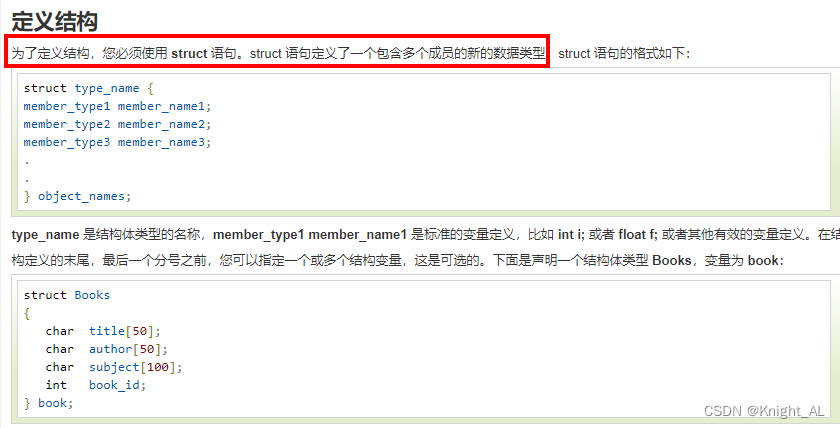 定义结构
为了定义结构，您必须使用 struct 语句。struct 语句定义了一个包含多个成员的新的数据类型，struct 语句的格式如下：
struct type_name {
member_type1 member_name1;
member_type2 member_name2;
member_type3 member_name3;
.
.
} object_names;
type_name 是结构体类型的名称，member_type1 member_name1 是标准的变量定义，比如 int i; 或者 float f; 或者其他有效的变量定义。在结
构定义的末尾，最后一个分号之前，您可以指定一个或多个结构变量，这是可选的。下面是声明一个结构体类型 Books，变量为 book：
struct Books
{
   char  title[50];
   char  author[50];
   char  subject[100];
   int   book_id;
} book;
CSDN @Knight_AL